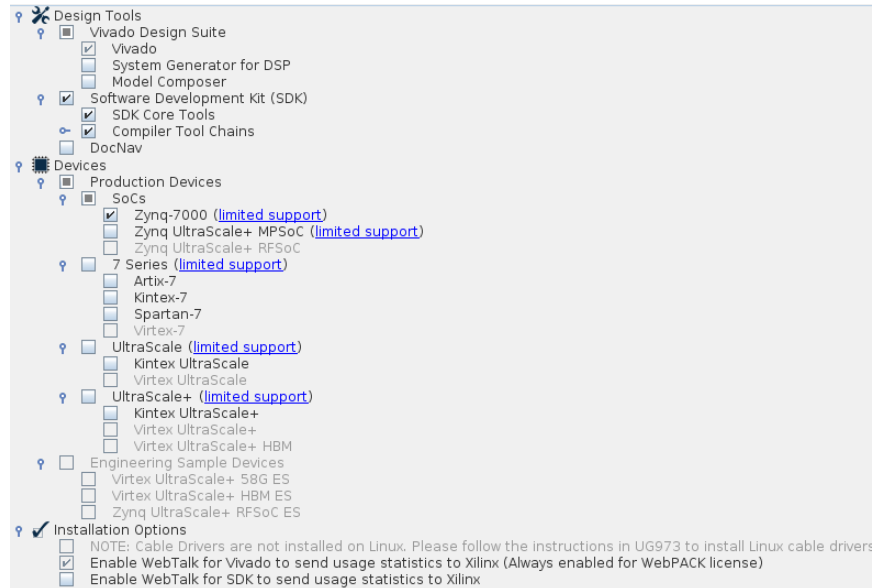 Design Tools
Vivado Design Suite
Vivado
System Generator for DSP
Model Composer
Software Development Kit (SDK)
SDK Core Tools
Compiler Tool Chains
DocNav
Devices
Production Devices
SoCs
Zynq-7000 (limited support)
Zynq UltraScale+ MPSoC (limited support)
Zynq UltraScale+ RFSoC
7 Series (limited support)
Artix-7
Kintex-7
Spartan-7
Virtex-7
UltraScale (limited support)
Kintex UltraScale
Virtex UltraScale
UltraScale+ (limited support)
Kintex UltraScale+
Virtex UltraScale+
Virtex UltraScale+ HBM
Engineering Sample Devices
Virtex UltraScale+ 58G ES
Virtex UltraScale+ HBM ES
Zynq UltraScale+ RFSoC ES
Installation Options
NOTE: Cable Drivers are not installed on Linux. Please follow the instructions in UG973 to install Linux cable drivers
Enable WebTalk for Vivado to send usage statistics to Xilinx (Always enabled for WebPACK license)
Enable WebTalk for SDK to send usage statistics to Xilinx